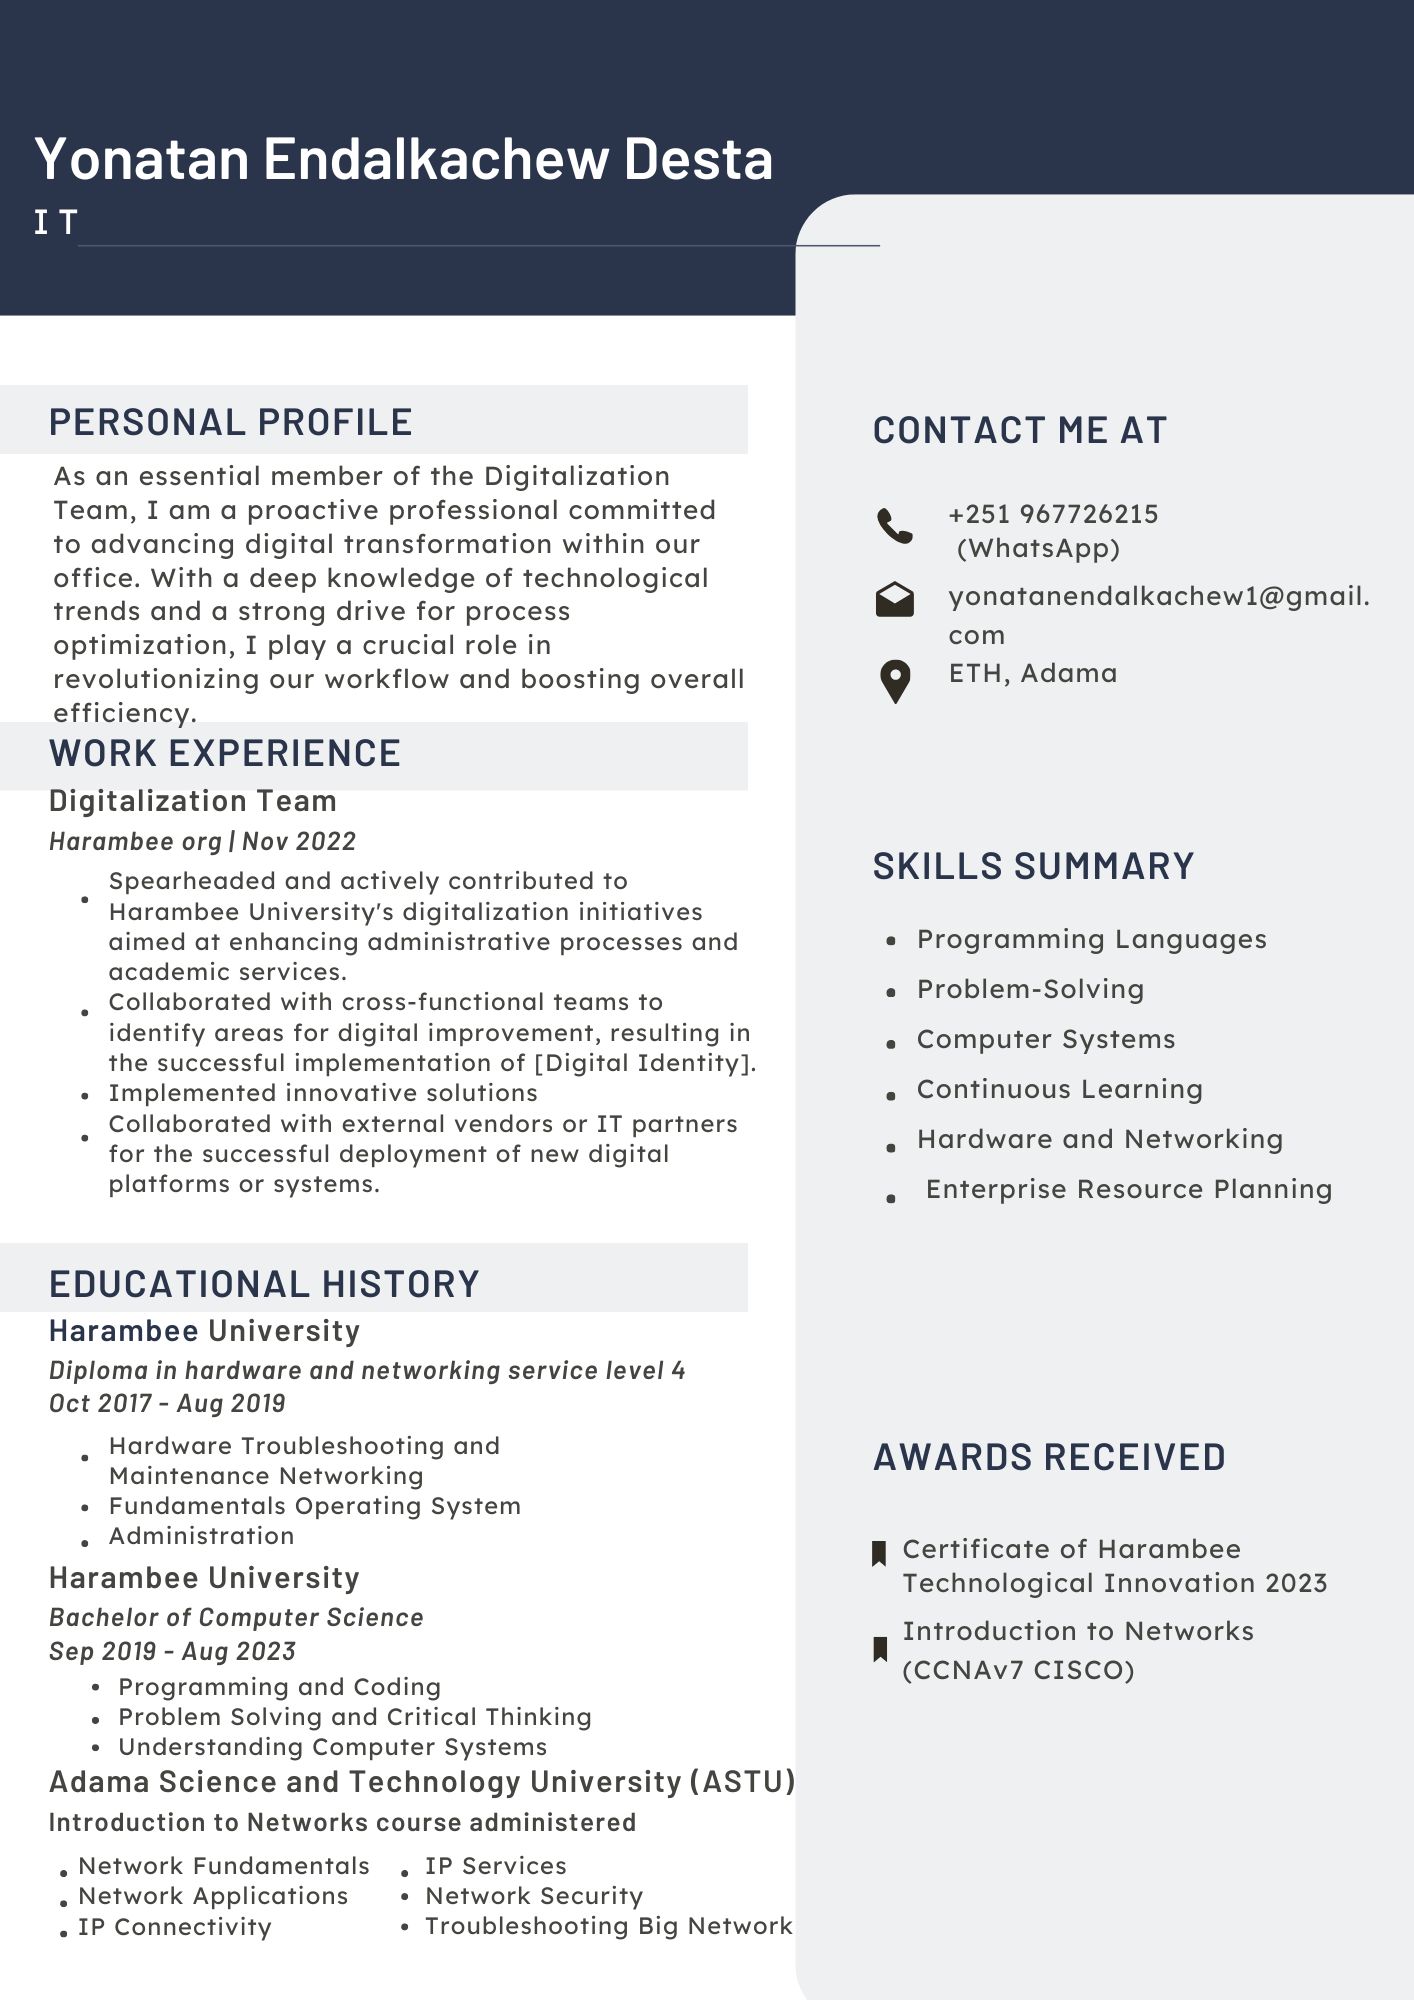 Yonatan Endalkachew Desta
IT
PERSONAL PROFILE
As an essential member of the Digitalization
Team, I am a proactive professional committed
to advancing digital transformation within our
office. With a deep knowledge of technological
trends and a strong drive for process
optimization, I play a crucial role in
revolutionizing our workflow and boosting overall
efficiency.
WORK EXPERIENCE
Digitalization Team
Harambee org | Nov 2022
• Spearheaded and actively contributed to
Harambee University's digitalization initiatives
aimed at enhancing administrative processes and
academic services.
• Collaborated with cross-functional teams to
identify areas for digital improvement, resulting in
the successful implementation of [Digital Identity].
• Implemented innovative solutions
• Collaborated with external vendors or IT partners
for the successful deployment of new digital
platforms or systems.
EDUCATIONAL HISTORY
Harambee University
Diploma in hardware and networking service level 4
Oct 2017 - Aug 2019
• Hardware Troubleshooting and
Maintenance Networking
• Fundamentals Operating System
• Administration
Harambee University
Bachelor of Computer Science
Sep 2019 - Aug 2023
• Programming and Coding
• Problem Solving and Critical Thinking
• Understanding Computer Systems
Adama Science and Technology University (ASTU)
Introduction to Networks course administered
• Network Fundamentals
• Network Applications
• IP Connectivity
• IP Services
• Network Security
• Troubleshooting Big Network
CONTACT ME AT
+251 967726215
(WhatsApp)
yonatanendalkachew1@gmail.
com
ETH, Adama
SKILLS SUMMARY
• Programming Languages
• Problem-Solving
• Computer Systems
• Continuous Learning
• Hardware and Networking
• Enterprise Resource Planning
AWARDS RECEIVED
Certificate of Harambee
Technological Innovation 2023
Introduction to Networks
(CCNAv7 CISCO)